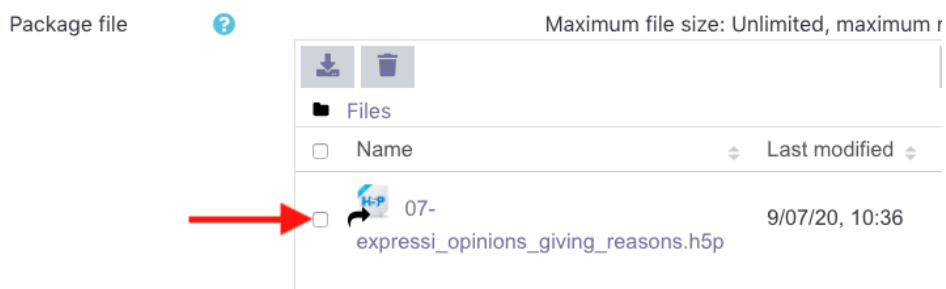 Package file
Maximum file size: Unlimited, maximum
Files
Name
Last modified
H-P
07-
9/07/20, 10:36
expressi_opinions_giving_reasons.h5p